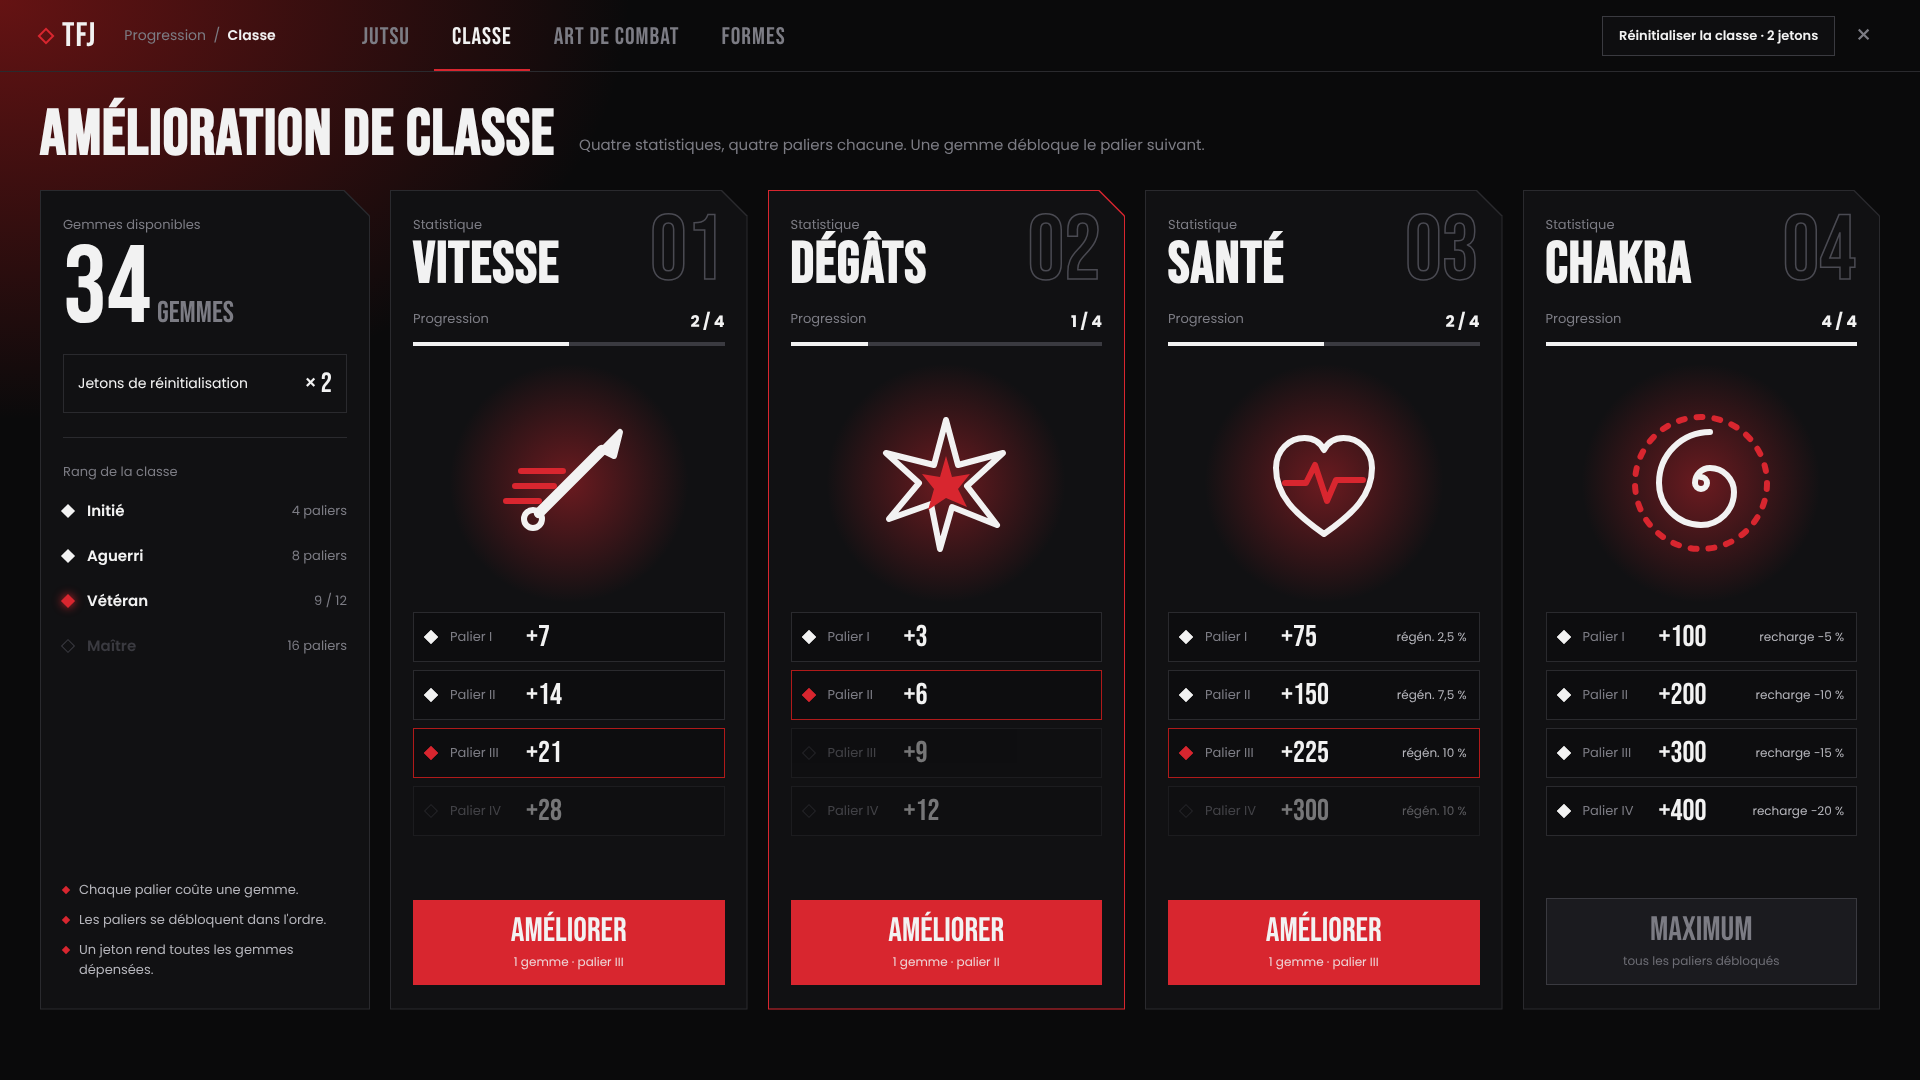 TFJ
Progression / Classe
JUTSU
CLASSE
ART DE COMBAT
FORMES
Réinitialiser la classe · 2 jetons
×
AMÉLIORATION DE CLASSE
Quatre statistiques, quatre paliers chacune. Une gemme débloque le palier suivant.
Gemmes disponibles
34 GEMMES
Jetons de réinitialisation × 2
Rang de la classe
Initié 4 paliers
Aguerri 8 paliers
Vétéran 9 / 12
Maître 16 paliers
Chaque palier coûte une gemme.
Les paliers se débloquent dans l'ordre.
Un jeton rend toutes les gemmes
dépensées.
Statistique
VITESSE
01
Progression 2 / 4
Palier I +7
Palier II +14
Palier III +21
Palier IV +28
AMÉLIORER
1 gemme · palier III
Statistique
DÉGÂTS
02
Progression 1 / 4
Palier I +3
Palier II +6
Palier III +9
Palier IV +12
AMÉLIORER
1 gemme · palier II
Statistique
SANTÉ
03
Progression 2 / 4
Palier I +75 régén. 2,5 %
Palier II +150 régén. 7,5 %
Palier III +225 régén. 10 %
Palier IV +300 régén. 10 %
AMÉLIORER
1 gemme · palier III
Statistique
CHAKRA
04
Progression 4 / 4
Palier I +100 recharge -5 %
Palier II +200 recharge -10 %
Palier III +300 recharge -15 %
Palier IV +400 recharge -20 %
MAXIMUM
tous les paliers débloqués